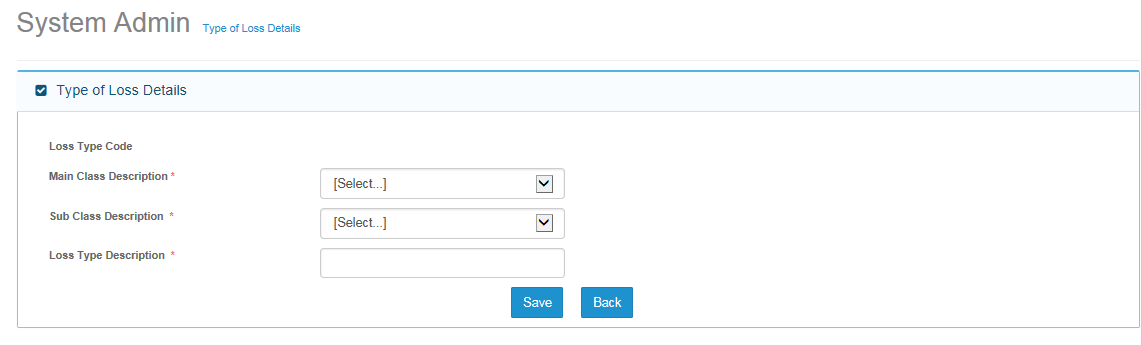 System Admin Type of Loss Details
Type of Loss Details
Loss Type Code
Main Class Description * [Select...]
Sub Class Description * [Select...]
Loss Type Description *
Save Back